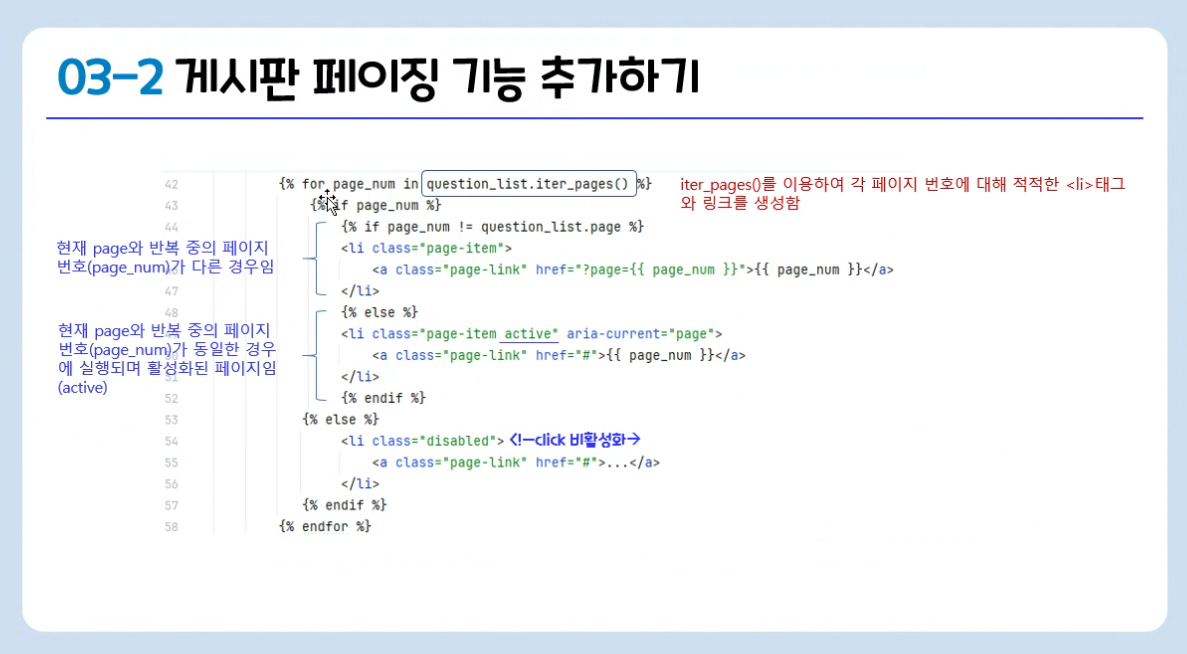 03-2 게시판 페이징 기능 추가하기
42 {% for page_num in question_list.iter_pages() %}
iter_pages()를 이용하여 각 페이지 번호에 대해 적적한 <li>태그
와 링크를 생성함
43 {% if page_num %}
44 {% if page_num != question_list.page %}
현재 page와 반복 중의 페이지
번호(page_num)가 다른 경우임
<li class="page-item">
<a class="page-link" href="?page={{ page_num }}">{{ page_num }}</a>
47 </li>
48 {% else %}
현재 page와 반복 중의 페이지
번호(page_num)가 동일한 경우
에 실행되며 활성화된 페이지임
(active)
<li class="page-item active" aria-current="page">
<a class="page-link" href="#">{{ page_num }}</a>
51 </li>
52 {% endif %}
53 {% else %}
54 <li class="disabled"> <!—click 비활성화→
55 <a class="page-link" href="#">...</a>
56 </li>
57 {% endif %}
58 {% endfor %}